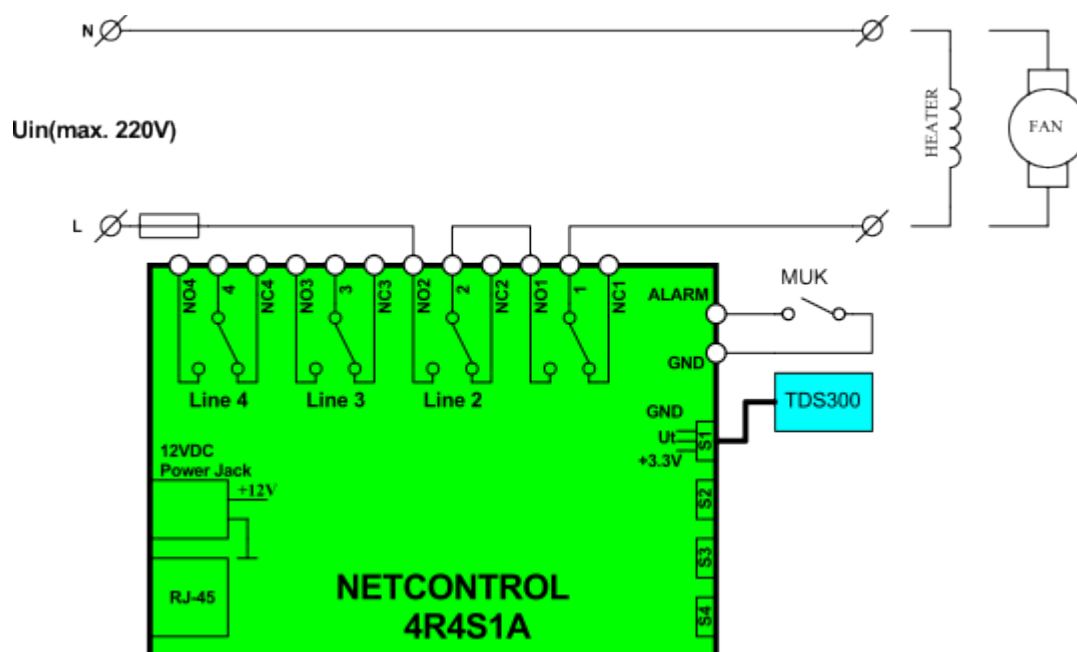 N
Uin(max. 220V)
HEATER
FAN
L
NO4
4
NC4
NO3
3
NC3
NO2
2
NC2
NO1
1
NC1
Line 4
Line 3
Line 2
ALARM
GND
MUK
TDS300
GND
Ut
+3.3V
S1
S2
S3
S4
12VDC
Power Jack
+12V
RJ-45
NETCONTROL
4R4S1A